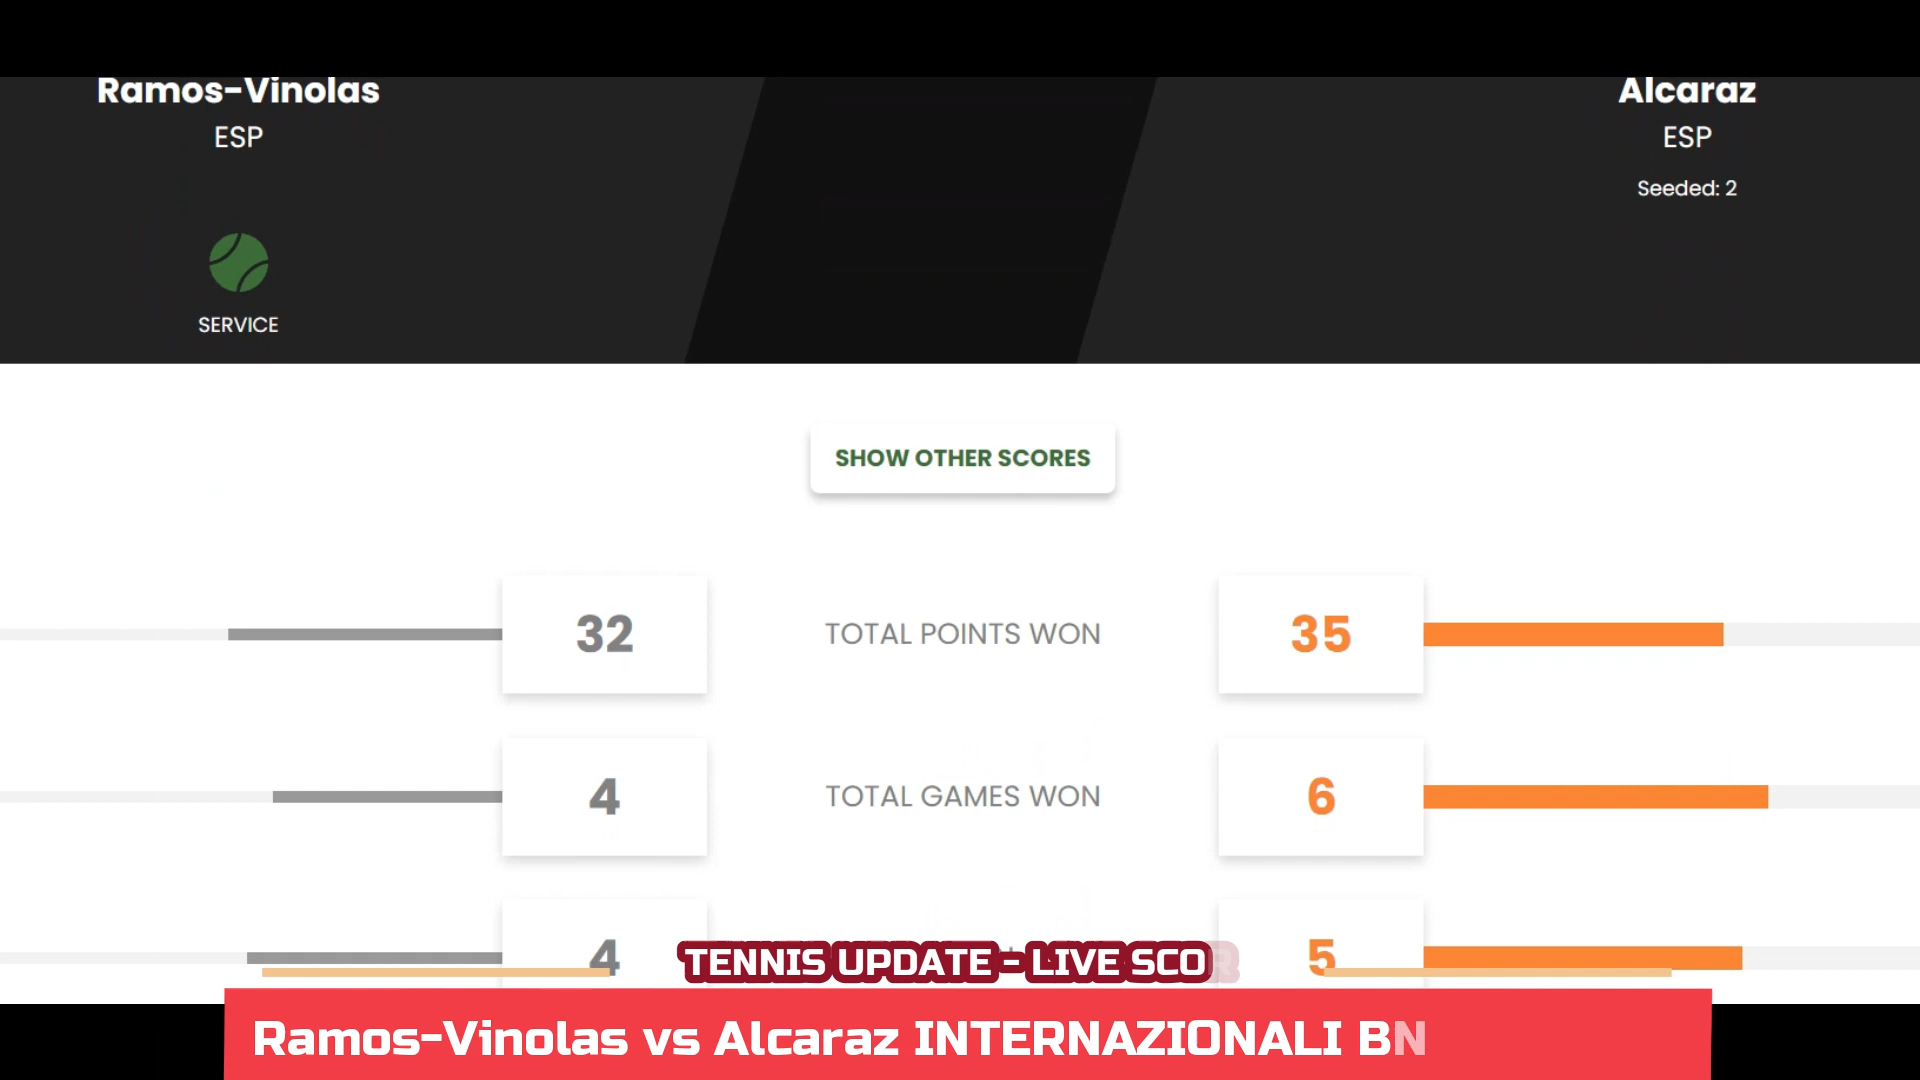 Ramos-Vinolas
Alcaraz
ESP
ESP
Seeded: 2
SERVICE
SHOW OTHER SCORES
32 TOTAL POINTS WON 35
4 TOTAL GAMES WON 6
4 5
TENNIS UPDATE - LIVE SCOR
Ramos-Vinolas vs Alcaraz INTERNAZIONALI BN